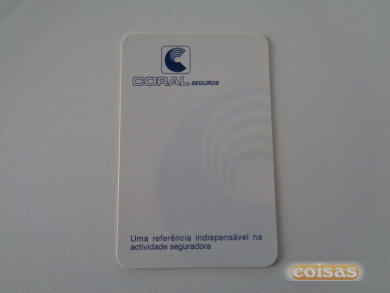 CORAL SEGUROS
Uma referência indispensável na
actividade seguradora
coisas